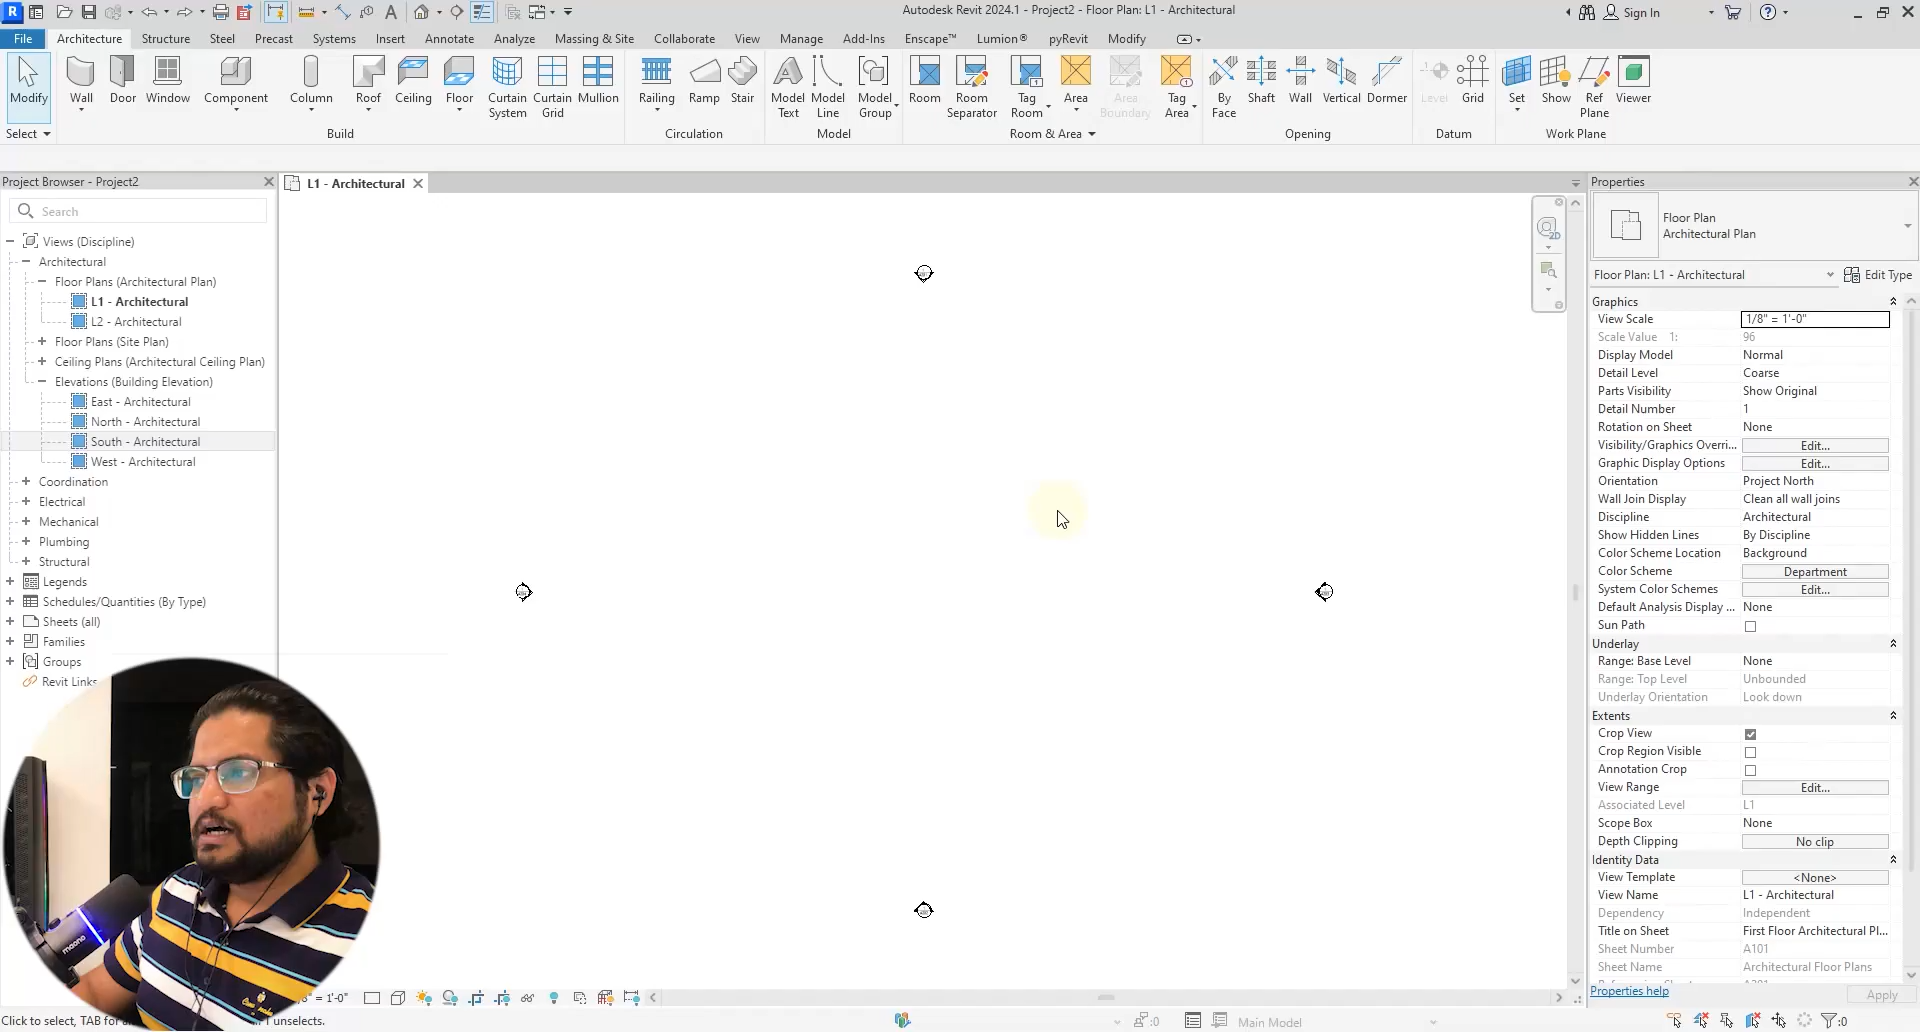 Autodesk Revit 2024.1 - Project2 - Floor Plan: L1 - Architectural
Sign In
File Architecture Structure Steel Precast Systems Insert Annotate Analyze Massing & Site Collaborate View Manage Add-Ins Enscape™ Lumion® pyRevit Modify
Modify
Wall
Door
Window
Component
Column
Roof
Ceiling
Floor
Curtain System
Curtain Grid
Mullion
Railing
Ramp
Stair
Model Text
Model Line
Model Group
Room
Room Separator
Tag Room
Area
Area Boundary
Tag Area
By Face
Shaft
Wall
Vertical
Dormer
Level
Grid
Set
Show
Ref Plane
Viewer
Select
Build
Circulation
Model
Room & Area
Opening
Datum
Work Plane
Project Browser - Project2
Search
Views (Discipline)
Architectural
Floor Plans (Architectural Plan)
L1 - Architectural
L2 - Architectural
Floor Plans (Site Plan)
Ceiling Plans (Architectural Ceiling Plan)
Elevations (Building Elevation)
East - Architectural
North - Architectural
South - Architectural
West - Architectural
Coordination
Electrical
Mechanical
Plumbing
Structural
Legends
Schedules/Quantities (By Type)
Sheets (all)
Families
Groups
Revit Links
L1 - Architectural
2D
maono
Properties
Floor Plan
Architectural Plan
Floor Plan: L1 - Architectural
Edit Type
Graphics
View Scale 1/8" = 1'-0"
Scale Value 1: 96
Display Model Normal
Detail Level Coarse
Parts Visibility Show Original
Detail Number 1
Rotation on Sheet None
Visibility/Graphics Overri... Edit...
Graphic Display Options Edit...
Orientation Project North
Wall Join Display Clean all wall joins
Discipline Architectural
Show Hidden Lines By Discipline
Color Scheme Location Background
Color Scheme Department
System Color Schemes Edit...
Default Analysis Display ... None
Sun Path
Underlay
Range: Base Level None
Range: Top Level Unbounded
Underlay Orientation Look down
Extents
Crop View
Crop Region Visible
Annotation Crop
View Range Edit...
Associated Level L1
Scope Box None
Depth Clipping No clip
Identity Data
View Template <None>
View Name L1 - Architectural
Dependency Independent
Title on Sheet First Floor Architectural Pl...
Sheet Number A101
Sheet Name Architectural Floor Plans
Properties help
Apply
/8" = 1'-0"
Click to select, TAB for unselects.
:0
Main Model
:0